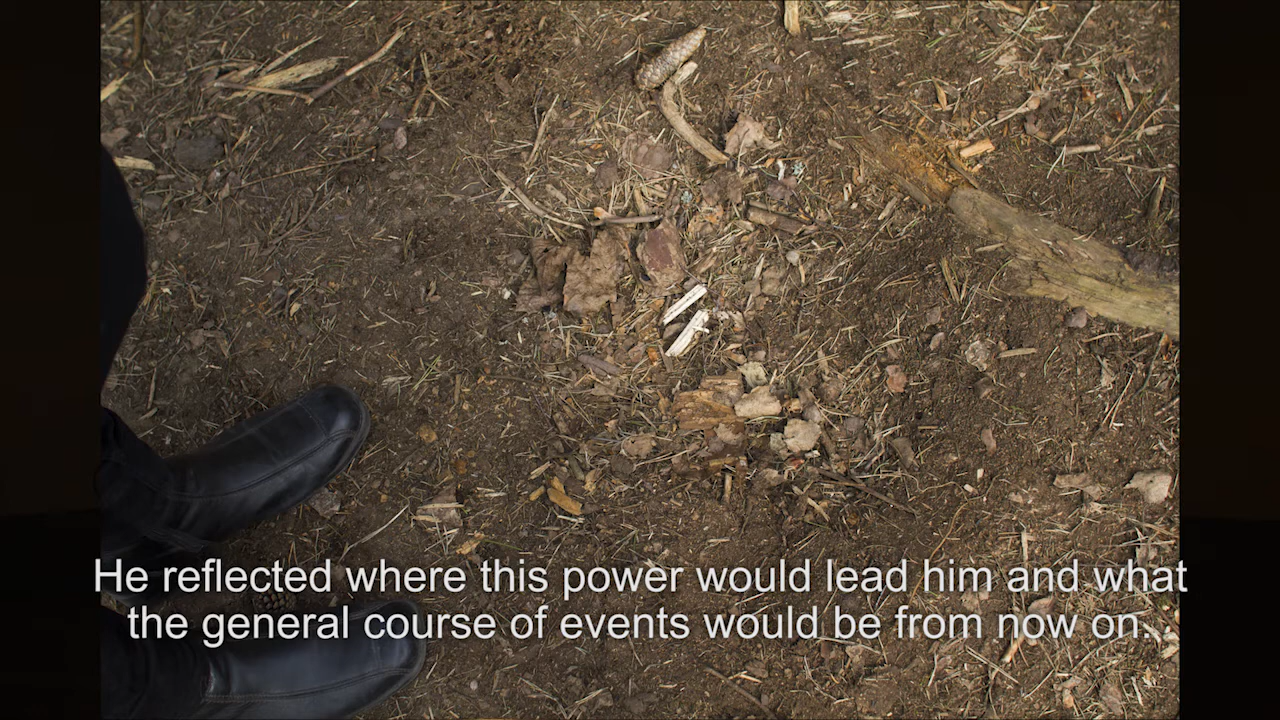 He reflected where this power would lead him and what
the general course of events would be from now on.